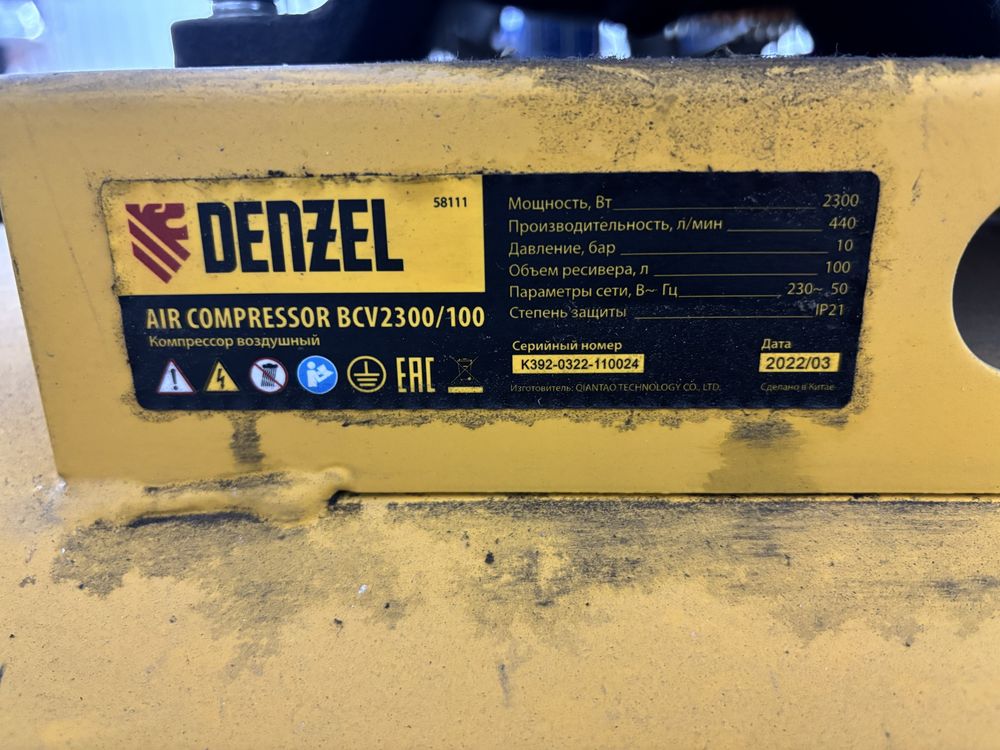 DENZEL
58111
AIR COMPRESSOR BCV2300/100
Компрессор воздушный
EAC
Мощность, Вт 2300
Производительность, л/мин 440
Давление, бар 10
Объем ресивера, л 100
Параметры сети, В~ Гц 230~ 50
Степень защиты IP21
Серийный номер
K392-0322-110024
Дата
2022/03
Изготовитель: QIANTAO TECHNOLOGY CO., LTD.
Сделано в Китае